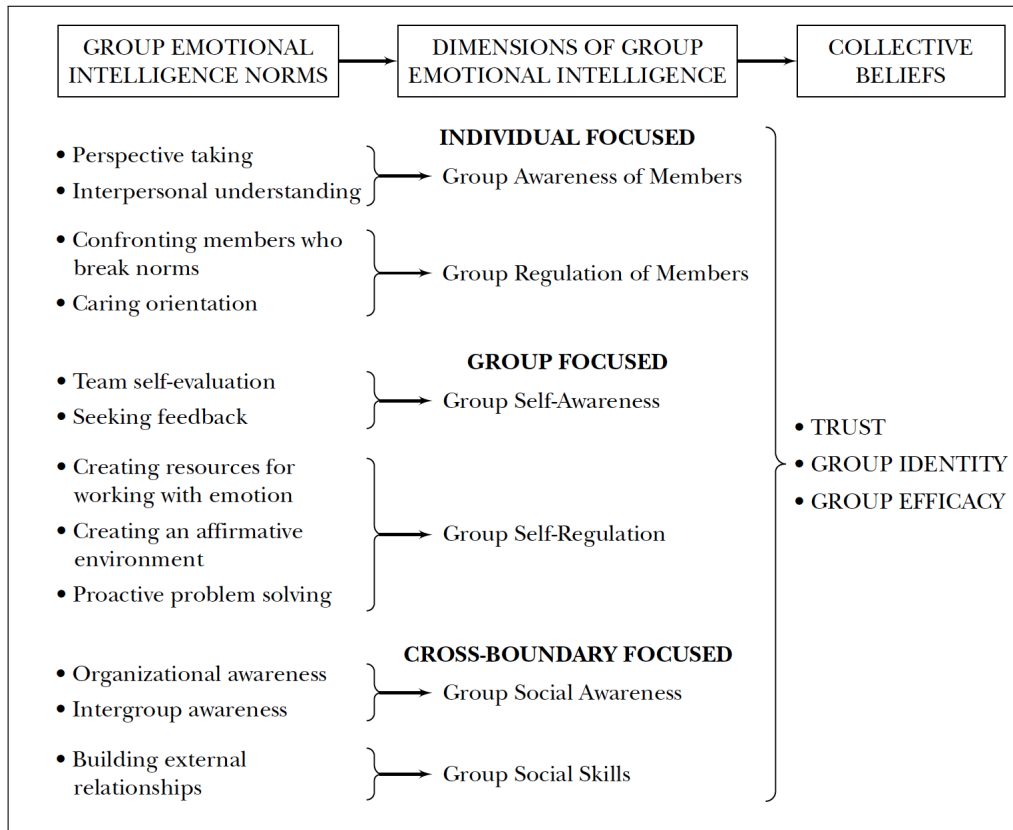 GROUP EMOTIONAL
INTELLIGENCE NORMS
DIMENSIONS OF GROUP
EMOTIONAL INTELLIGENCE
COLLECTIVE
BELIEFS
INDIVIDUAL FOCUSED
• Perspective taking
• Interpersonal understanding
Group Awareness of Members
• Confronting members who
break norms
• Caring orientation
Group Regulation of Members
GROUP FOCUSED
• Team self-evaluation
• Seeking feedback
Group Self-Awareness
• Creating resources for
working with emotion
• Creating an affirmative
environment
• Proactive problem solving
Group Self-Regulation
CROSS-BOUNDARY FOCUSED
• Organizational awareness
• Intergroup awareness
Group Social Awareness
• Building external
relationships
Group Social Skills
• TRUST
• GROUP IDENTITY
• GROUP EFFICACY